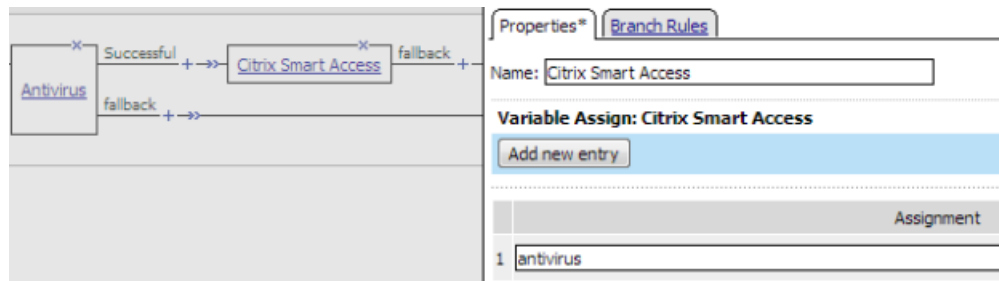 Antivirus
Successful
fallback
Citrix Smart Access
fallback
Properties*
Branch Rules
Name: Citrix Smart Access
Variable Assign: Citrix Smart Access
Add new entry
Assignment
1 antivirus